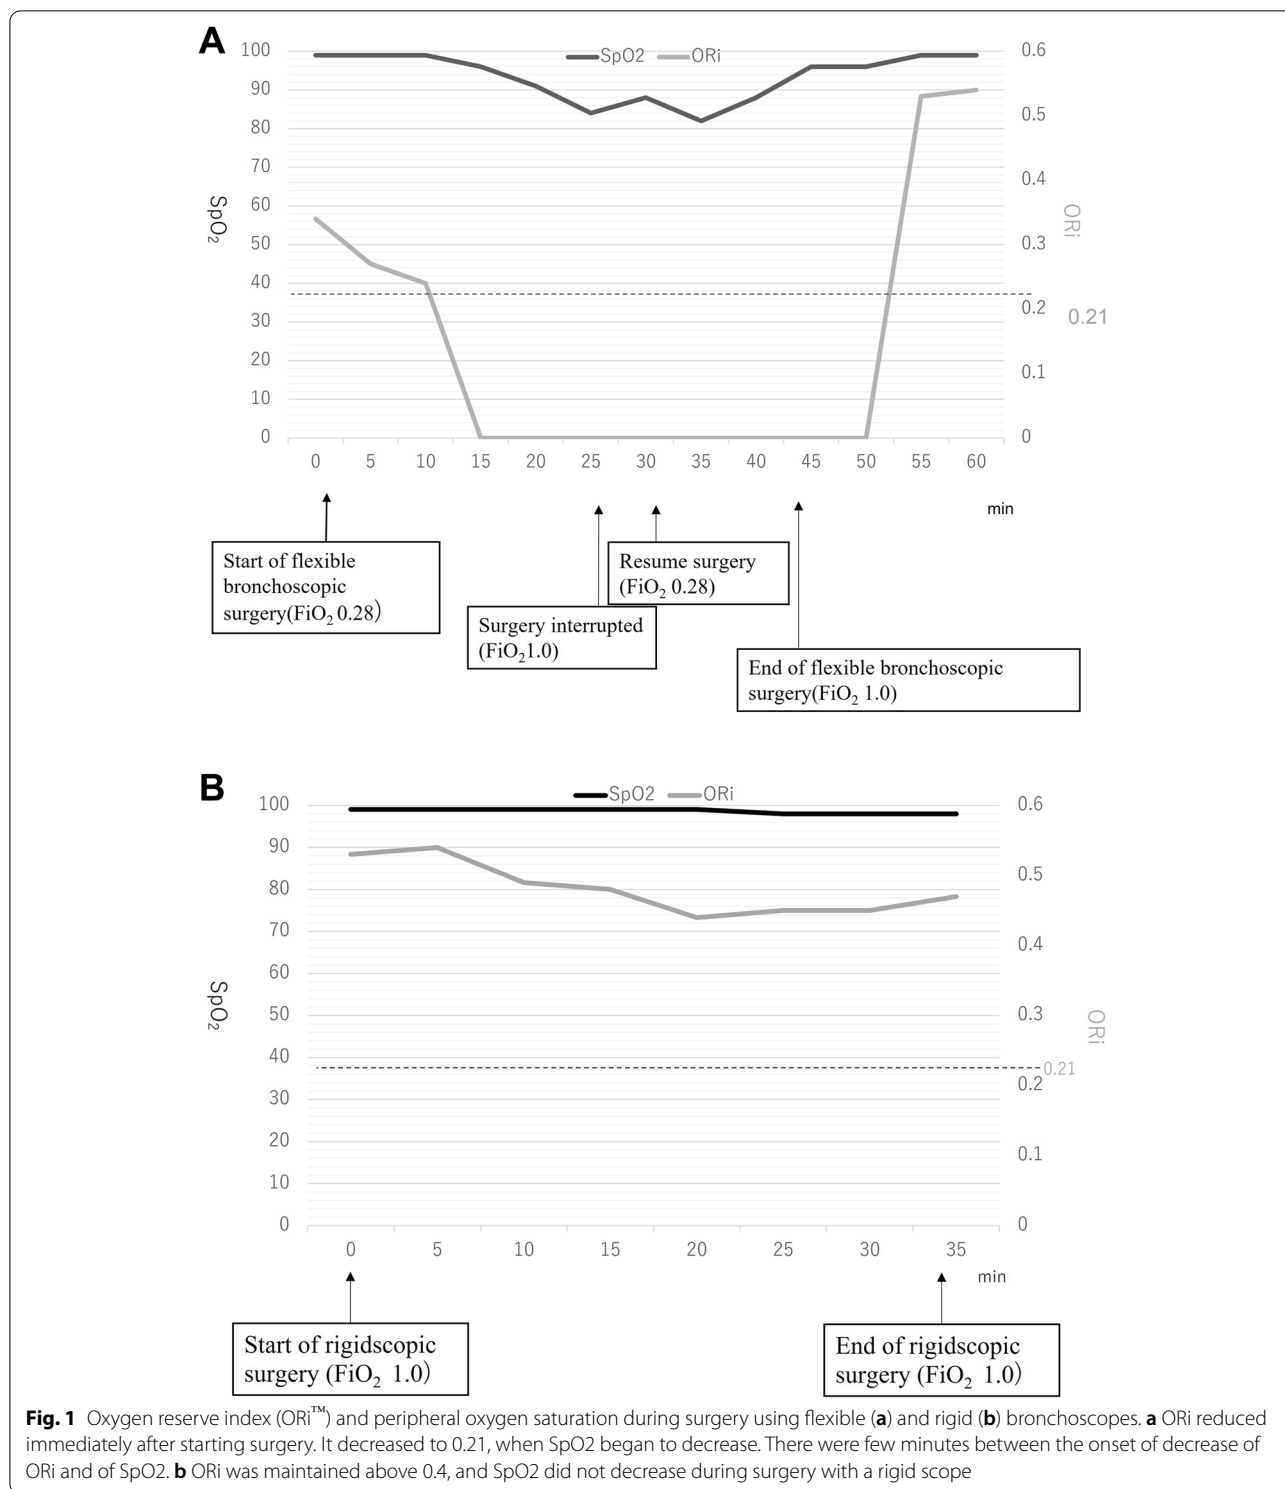 A
SpO2 ORi
100
90
80
70
60
50
40
30
20
10
0
SpO₂
0.6
0.5
0.4
0.3
0.2
0.1
0
ORi
0.21
0 5 10 15 20 25 30 35 40 45 50 55 60
min
Start of flexible
bronchoscopic
surgery(FiO₂ 0.28)
Surgery interrupted
(FiO₂1.0)
Resume surgery
(FiO₂ 0.28)
End of flexible bronchoscopic
surgery(FiO₂ 1.0)
B
SpO2 ORi
100
90
80
70
60
50
40
30
20
10
0
SpO₂
0.6
0.5
0.4
0.3
0.2
0.1
0
ORi
0.21
0 5 10 15 20 25 30 35
min
Start of rigidscopic
surgery (FiO₂ 1.0)
End of rigidscopic
surgery (FiO₂ 1.0)
Fig. 1 Oxygen reserve index (ORi™) and peripheral oxygen saturation during surgery using flexible (a) and rigid (b) bronchoscopes. a ORi reduced
immediately after starting surgery. It decreased to 0.21, when SpO2 began to decrease. There were few minutes between the onset of decrease of
ORi and of SpO2. b ORi was maintained above 0.4, and SpO2 did not decrease during surgery with a rigid scope